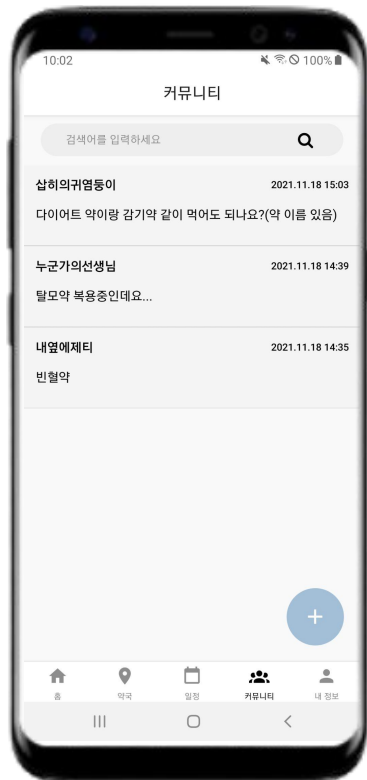 10:02 100%
커뮤니티
검색어를 입력하세요
삽히의귀염둥이 2021.11.18 15:03
다이어트 약이랑 감기약 같이 먹어도 되나요?(약 이름 있음)
누군가의선생님 2021.11.18 14:39
탈모약 복용중인데요...
내옆에제티 2021.11.18 14:35
빈혈약
홈 약국 일정 커뮤니티 내 정보